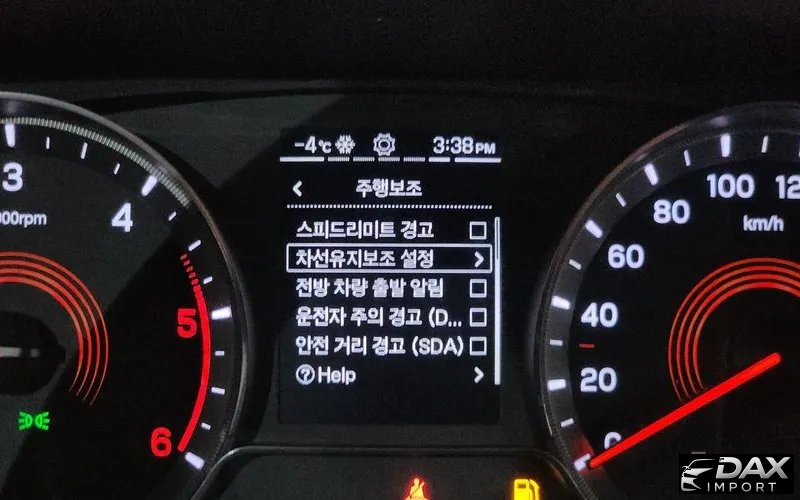 -4℃ 3:38 PM
주행보조
스피드리미트 경고
차선유지보조 설정
전방 차량 출발 알림
운전자 주의 경고 (D...
안전 거리 경고 (SDA)
? Help
3
4
5
6
000rpm
0
20
40
60
80
100
12
km/h
DAX
IMPORT